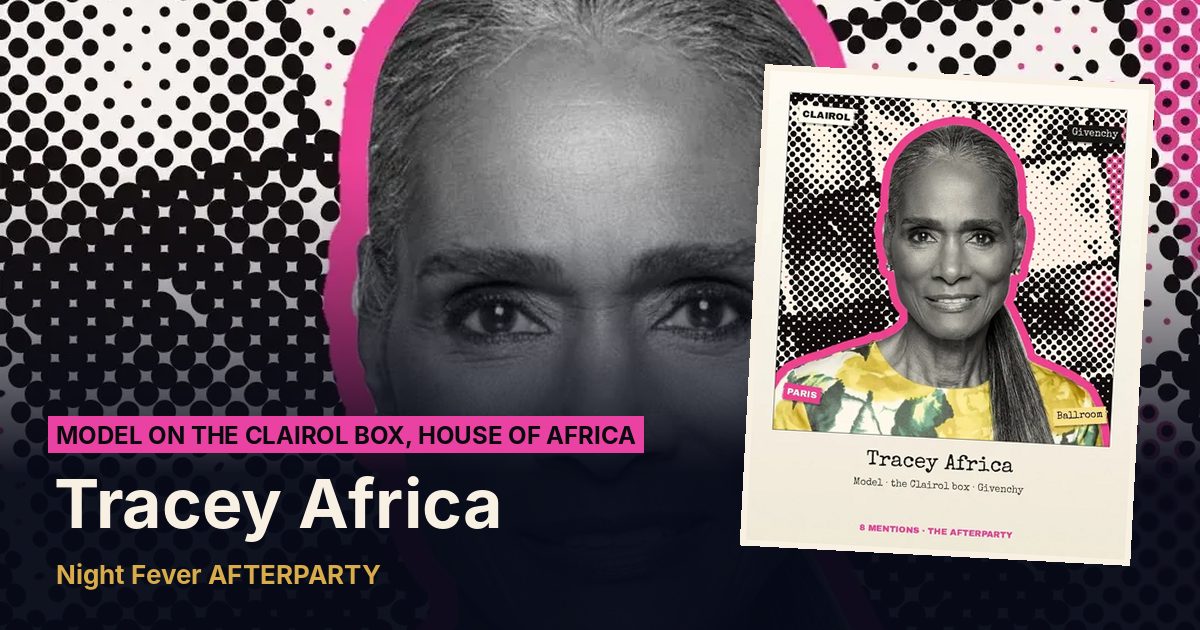 MODEL ON THE CLAIROL BOX, HOUSE OF AFRICA
Tracey Africa
Night Fever AFTERPARTY
CLAIROL
Givenchy
PARIS
Ballroom
Tracey Africa
Model · the Clairol box · Givenchy
8 MENTIONS · THE AFTERPARTY